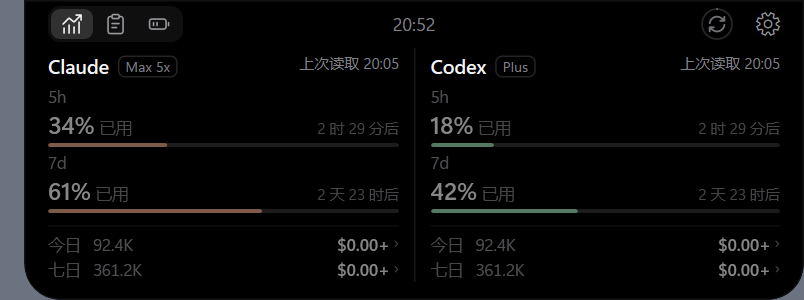 20:52
Claude Max 5x 上次读取 20:05
5h
34% 已用 2 时 29 分后
7d
61% 已用 2 天 23 时后
今日 92.4K $0.00+ ›
七日 361.2K $0.00+ ›
Codex Plus 上次读取 20:05
5h
18% 已用 2 时 29 分后
7d
42% 已用 2 天 23 时后
今日 92.4K $0.00+ ›
七日 361.2K $0.00+ ›